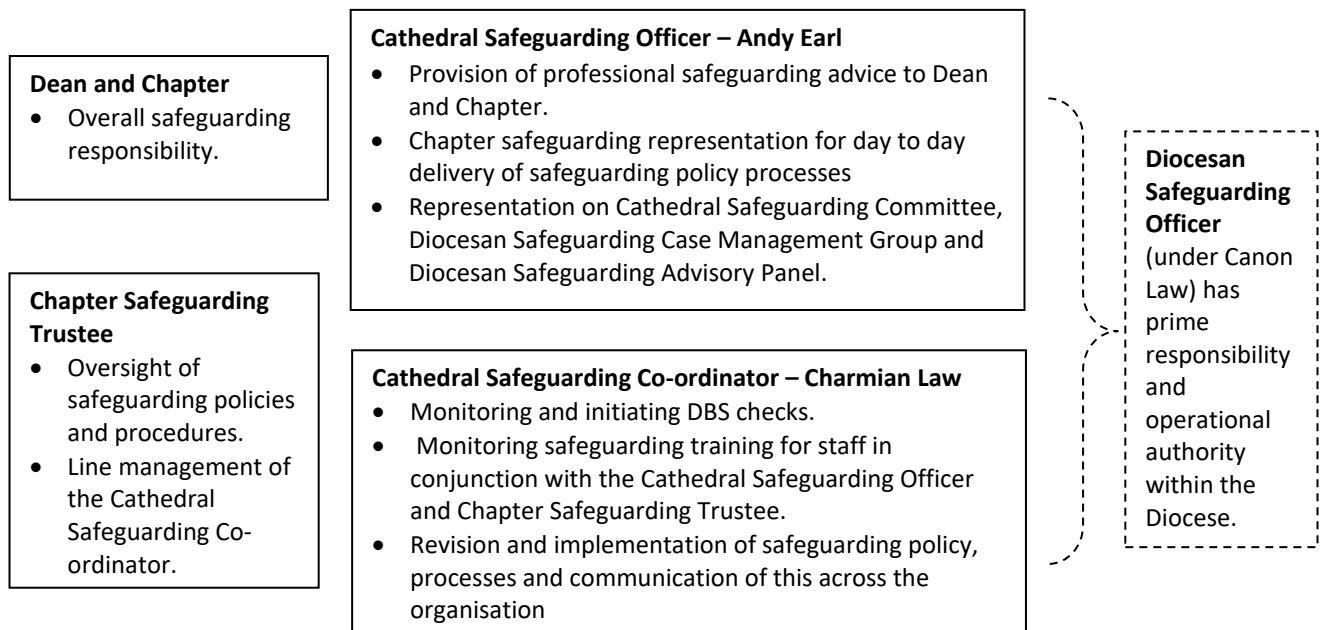 Dean and Chapter
• Overall safeguarding
responsibility.
Chapter Safeguarding
Trustee
• Oversight of
safeguarding policies
and procedures.
• Line management of
the Cathedral
Safeguarding Co-
ordinator.
Cathedral Safeguarding Officer – Andy Earl
• Provision of professional safeguarding advice to Dean
and Chapter.
• Chapter safeguarding representation for day to day
delivery of safeguarding policy processes
• Representation on Cathedral Safeguarding Committee,
Diocesan Safeguarding Case Management Group and
Diocesan Safeguarding Advisory Panel.
Cathedral Safeguarding Co-ordinator – Charmian Law
• Monitoring and initiating DBS checks.
• Monitoring safeguarding training for staff in
conjunction with the Cathedral Safeguarding Officer
and Chapter Safeguarding Trustee.
• Revision and implementation of safeguarding policy,
processes and communication of this across the
organisation
Diocesan
Safeguarding
Officer
(under Canon
Law) has
prime
responsibility
and
operational
authority
within the
Diocese.